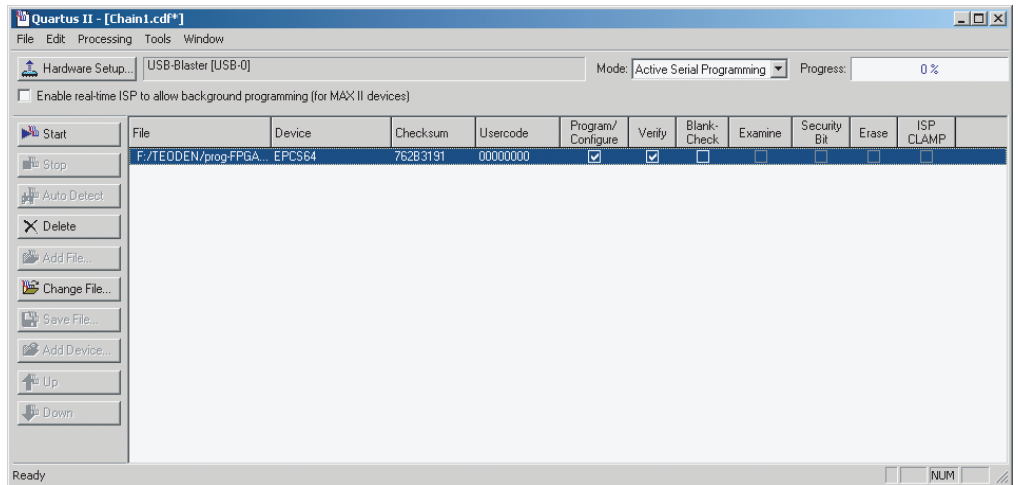 Quartus II - [Chain1.cdf*]
File Edit Processing Tools Window
Hardware Setup... USB-Blaster [USB-0] Mode: Active Serial Programming Progress: 0 %
Enable real-time ISP to allow background programming (for MAX II devices)
Start
Stop
Auto Detect
Delete
Add File...
Change File...
Save File...
Add Device...
Up
Down
File Device Checksum Usercode Program/Configure Verify Blank-Check Examine Security Bit Erase ISP CLAMP
F:/TEODEN/prog-FPGA... EPCS64 762B3191 00000000
Ready NUM